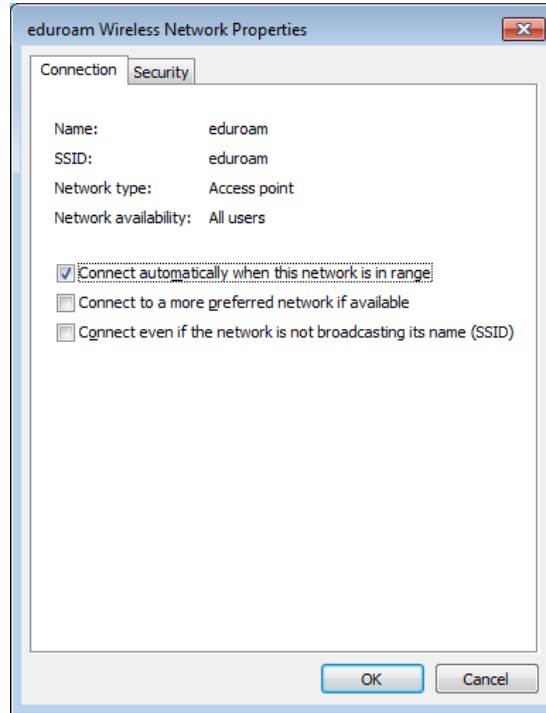 eduroam Wireless Network Properties
Connection Security
Name: eduroam
SSID: eduroam
Network type: Access point
Network availability: All users
Connect automatically when this network is in range
Connect to a more preferred network if available
Connect even if the network is not broadcasting its name (SSID)
OK Cancel